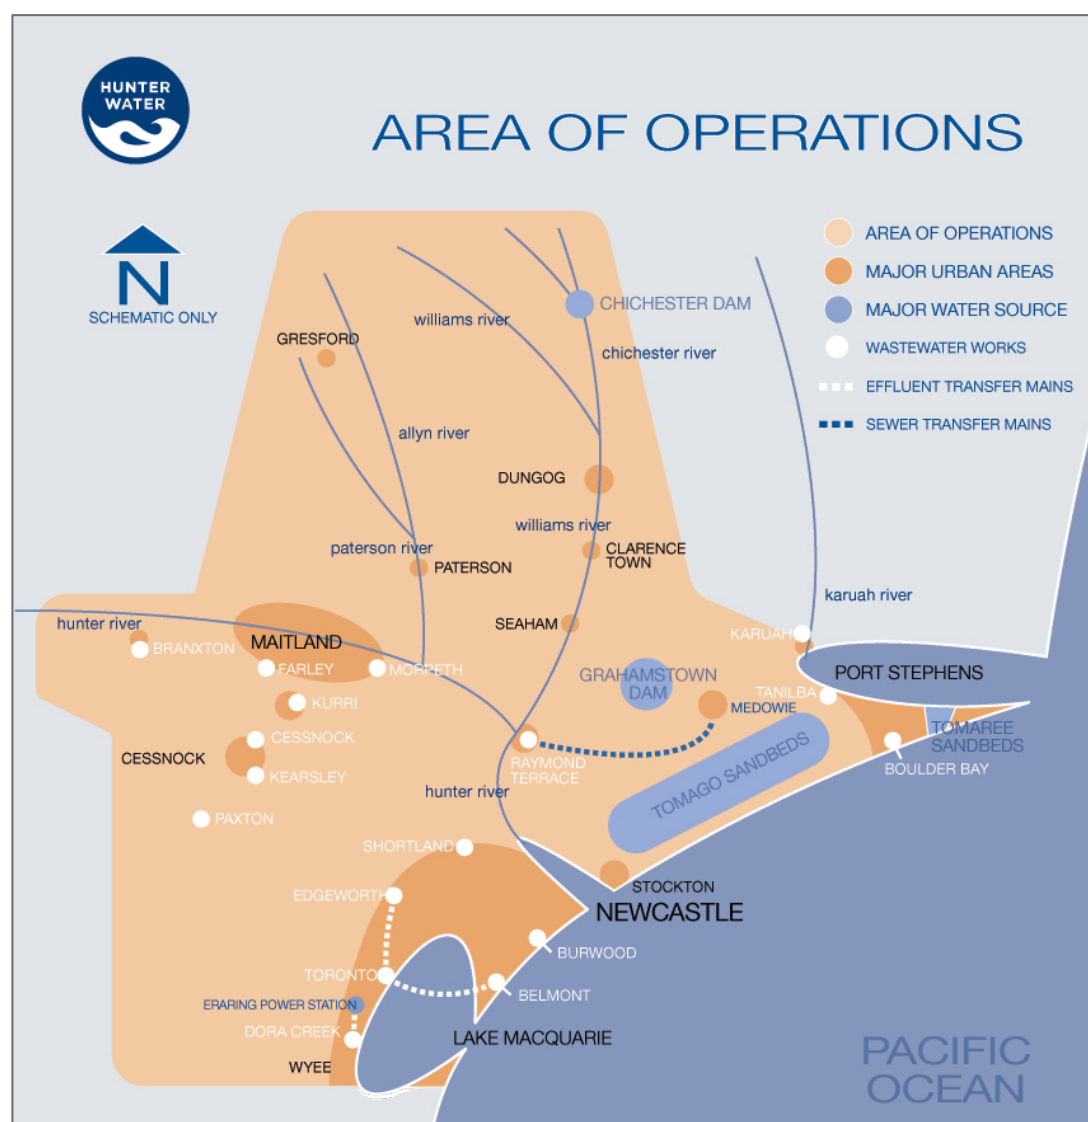 HUNTER
WATER
AREA OF OPERATIONS
N
SCHEMATIC ONLY
AREA OF OPERATIONS
MAJOR URBAN AREAS
MAJOR WATER SOURCE
WASTEWATER WORKS
EFFLUENT TRANSFER MAINS
SEWER TRANSFER MAINS
CHICHESTER DAM
williams river
GRESFORD
chichester river
allyn river
DUNGOG
williams river
paterson river
CLARENCE
TOWN
PATERSON
karuah river
hunter river
SEAHAM
KARUAH
MAITLAND
BRANXTON
FARLEY
MORPETH
GRAHAMSTOWN
DAM
PORT STEPHENS
TANILBA
KURRI
MEDOWIE
TOMAREE
SANDBEDS
CESSNOCK
CESSNOCK
RAYMOND
TERRACE
BOULDER BAY
KEARSLEY
TOMAGO SANDBEDS
hunter river
PAXTON
SHORTLAND
STOCKTON
EDGEWORTH
NEWCASTLE
BURWOOD
TORONTO
BELMONT
ERARING POWER STATION
DORA CREEK
LAKE MACQUARIE
WYEE
PACIFIC
OCEAN